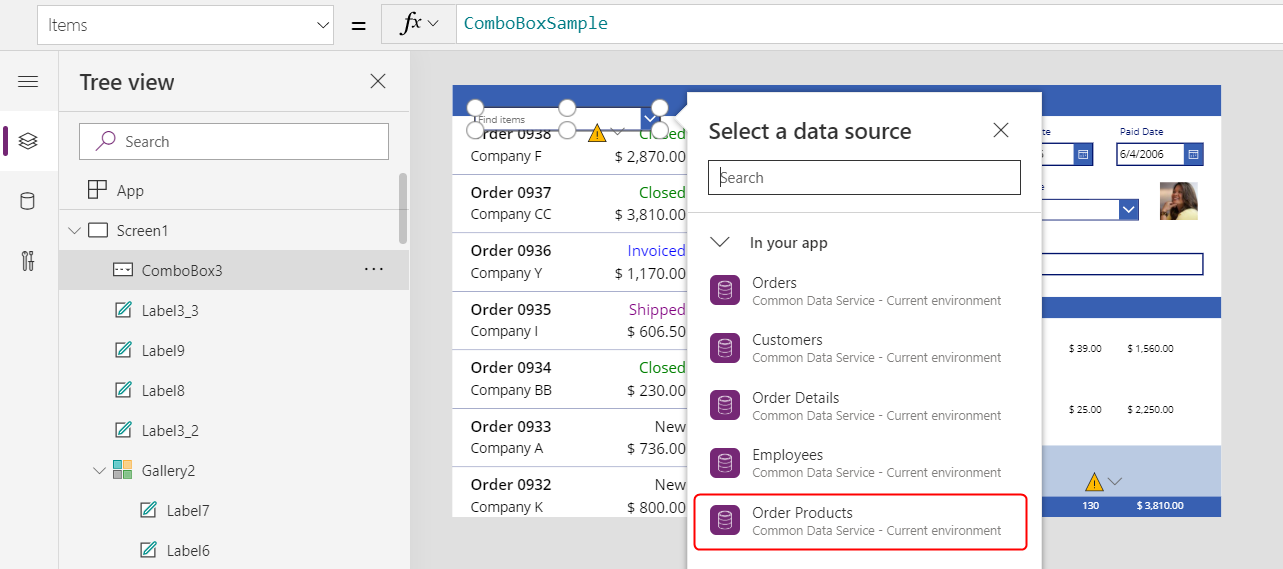 Items
=
fx
ComboBoxSample
Tree view
Search
App
Screen1
ComboBox3
...
Label3_3
Label9
Label8
Label3_2
Gallery2
Label7
Label6
Find items
Order 0938 Closed
Company F $ 2,870.00
Order 0937 Closed
Company CC $ 3,810.00
Order 0936 Invoiced
Company Y $ 1,170.00
Order 0935 Shipped
Company I $ 606.50
Order 0934 Closed
Company BB $ 230.00
Order 0933 New
Company A $ 736.00
Order 0932 New
Company K $ 800.00
Select a data source
Search
In your app
Orders
Common Data Service - Current environment
Customers
Common Data Service - Current environment
Order Details
Common Data Service - Current environment
Employees
Common Data Service - Current environment
Order Products
Common Data Service - Current environment
Paid Date
6/4/2006
$ 39.00 $ 1,560.00
$ 25.00 $ 2,250.00
130 $ 3,810.00